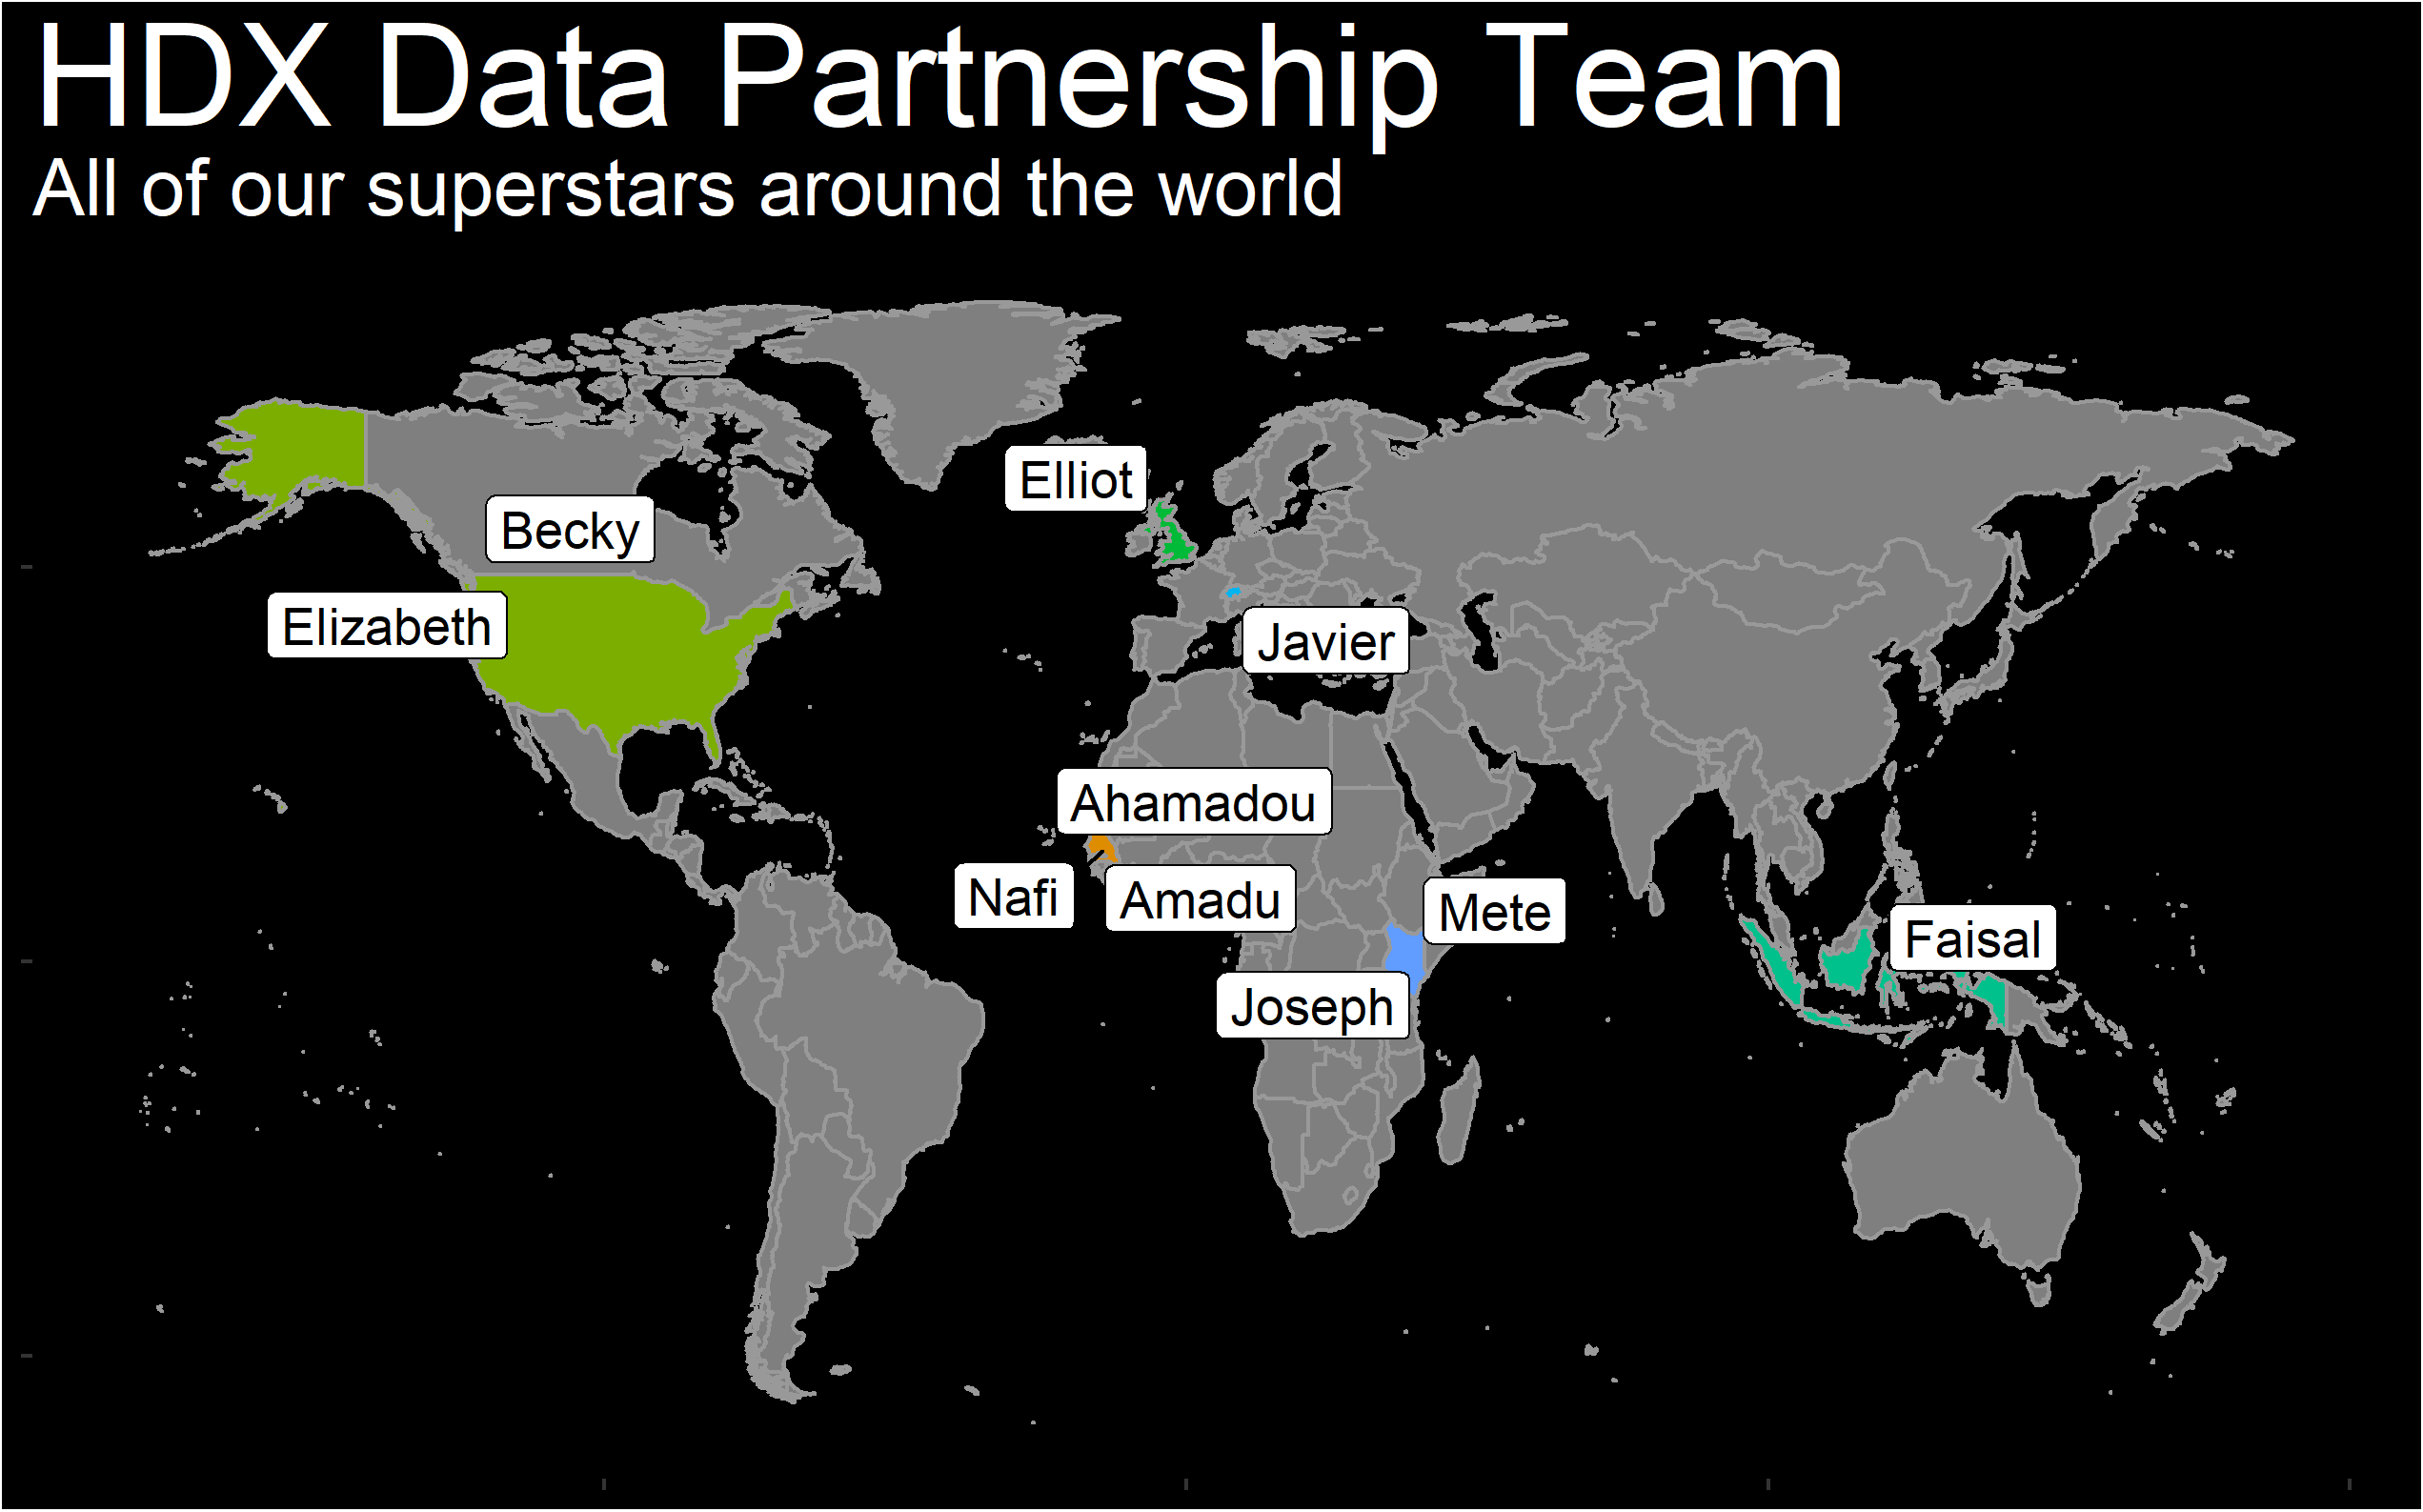 HDX Data Partnership Team
All of our superstars around the world
Elliot
Becky
Elizabeth
Javier
Ahamadou
Nafi
Amadu
Mete
Faisal
Joseph